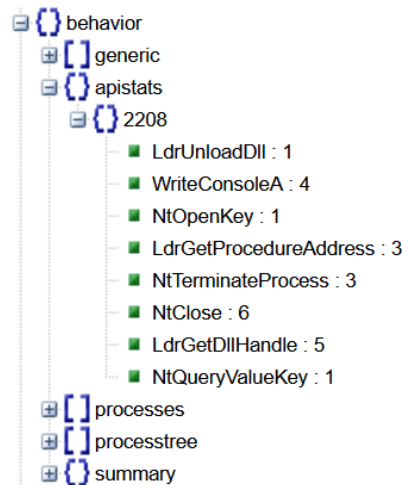 behavior
generic
apistats
2208
LdrUnloadDll : 1
WriteConsoleA : 4
NtOpenKey : 1
LdrGetProcedureAddress : 3
NtTerminateProcess : 3
NtClose : 6
LdrGetDllHandle : 5
NtQueryValueKey : 1
processes
processtree
summary